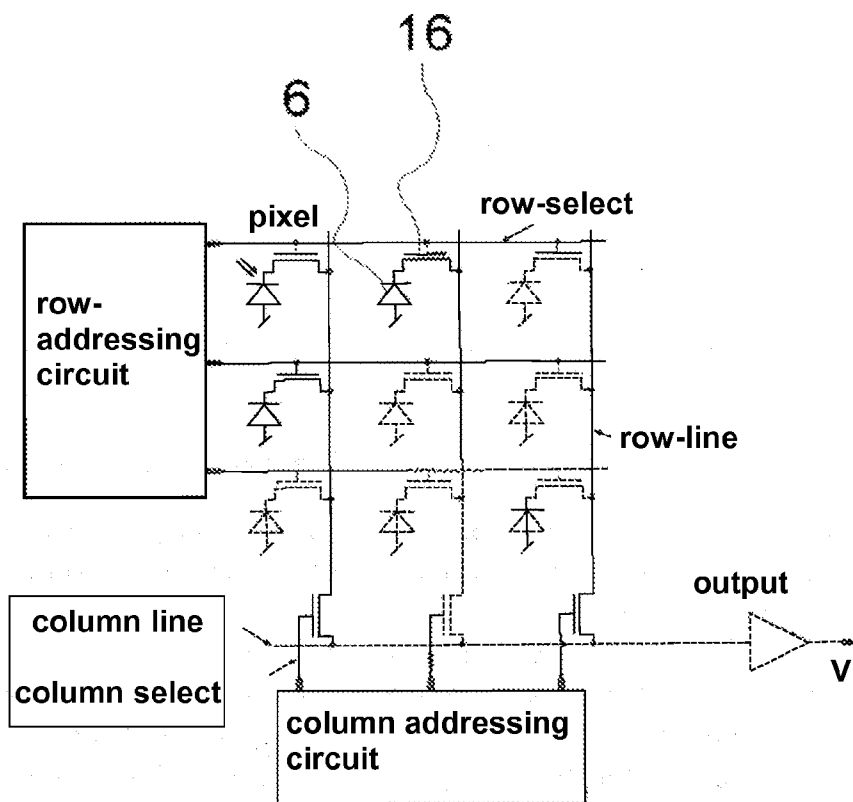 16
6
pixel
row-select
row-
addressing
circuit
row-line
output
column line
V
column select
column addressing
circuit